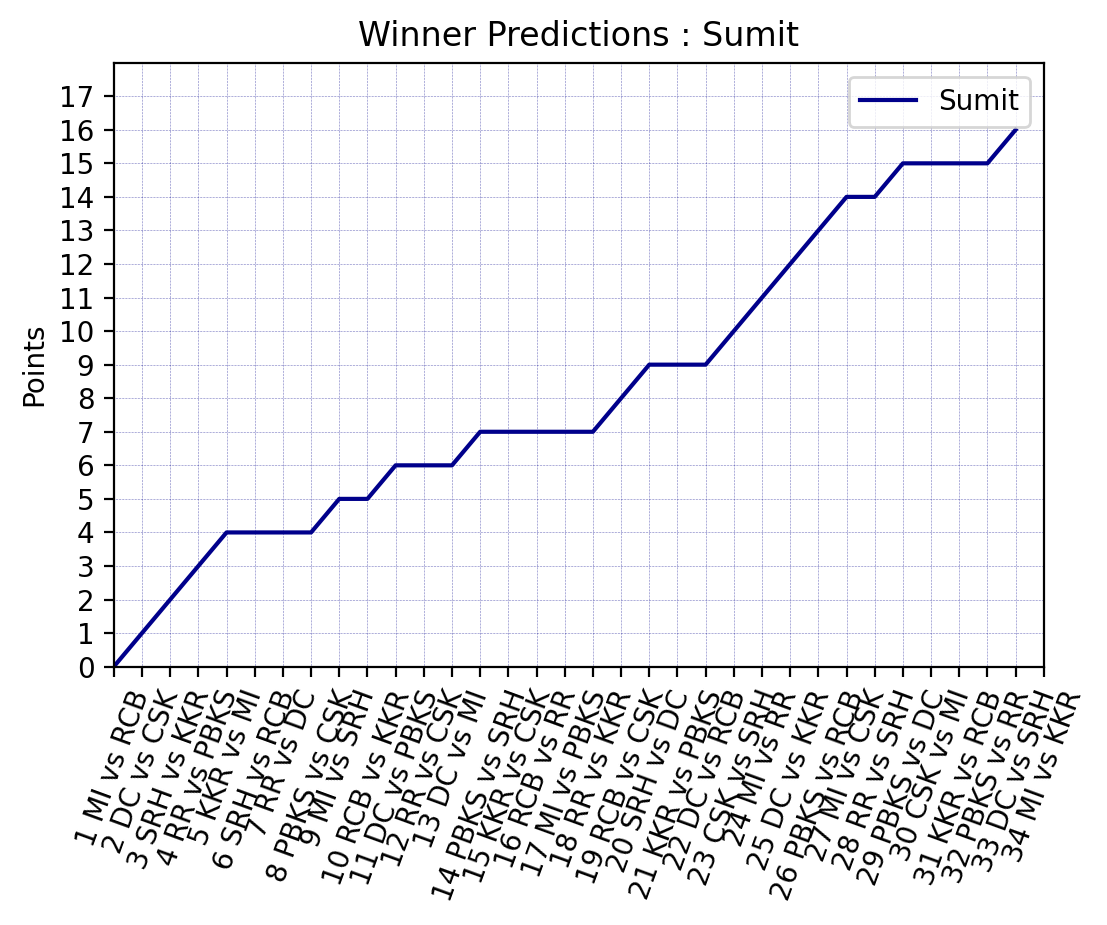 Winner Predictions : Sumit
Sumit
Points
17
16
15
14
13
12
11
10
9
8
7
6
5
4
3
2
1
0
1 MI vs RCB
2 DC vs CSK
3 SRH vs KKR
4 RR vs PBKS
5 KKR vs MI
6 SRH vs RCB
7 RR vs DC
8 PBKS vs CSK
9 MI vs SRH
10 RCB vs KKR
11 DC vs PBKS
12 RR vs CSK
13 DC vs MI
14 PBKS vs SRH
15 KKR vs CSK
16 RCB vs RR
17 MI vs PBKS
18 RR vs KKR
19 RCB vs CSK
20 SRH vs DC
21 KKR vs PBKS
22 DC vs RCB
23 CSK vs SRH
24 MI vs RR
25 DC vs KKR
26 PBKS vs RCB
27 MI vs CSK
28 RR vs SRH
29 PBKS vs DC
30 CSK vs MI
31 KKR vs RCB
32 PBKS vs RR
33 DC vs SRH
34 MI vs KKR